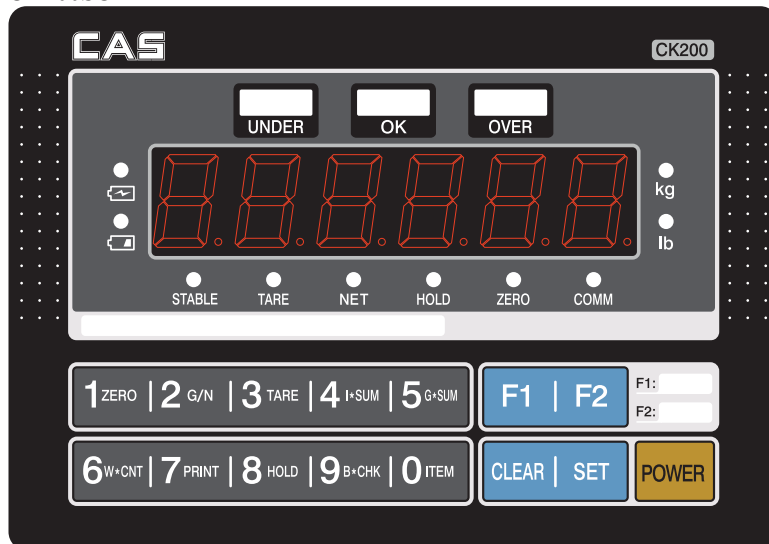 CAS
CK200
UNDER OK OVER
kg
lb
STABLE TARE NET HOLD ZERO COMM
1 ZERO 2 G/N 3 TARE 4 I*SUM 5 G*SUM
F1 F2
F1:
F2:
6 W*CNT 7 PRINT 8 HOLD 9 B*CHK 0 ITEM
CLEAR SET
POWER